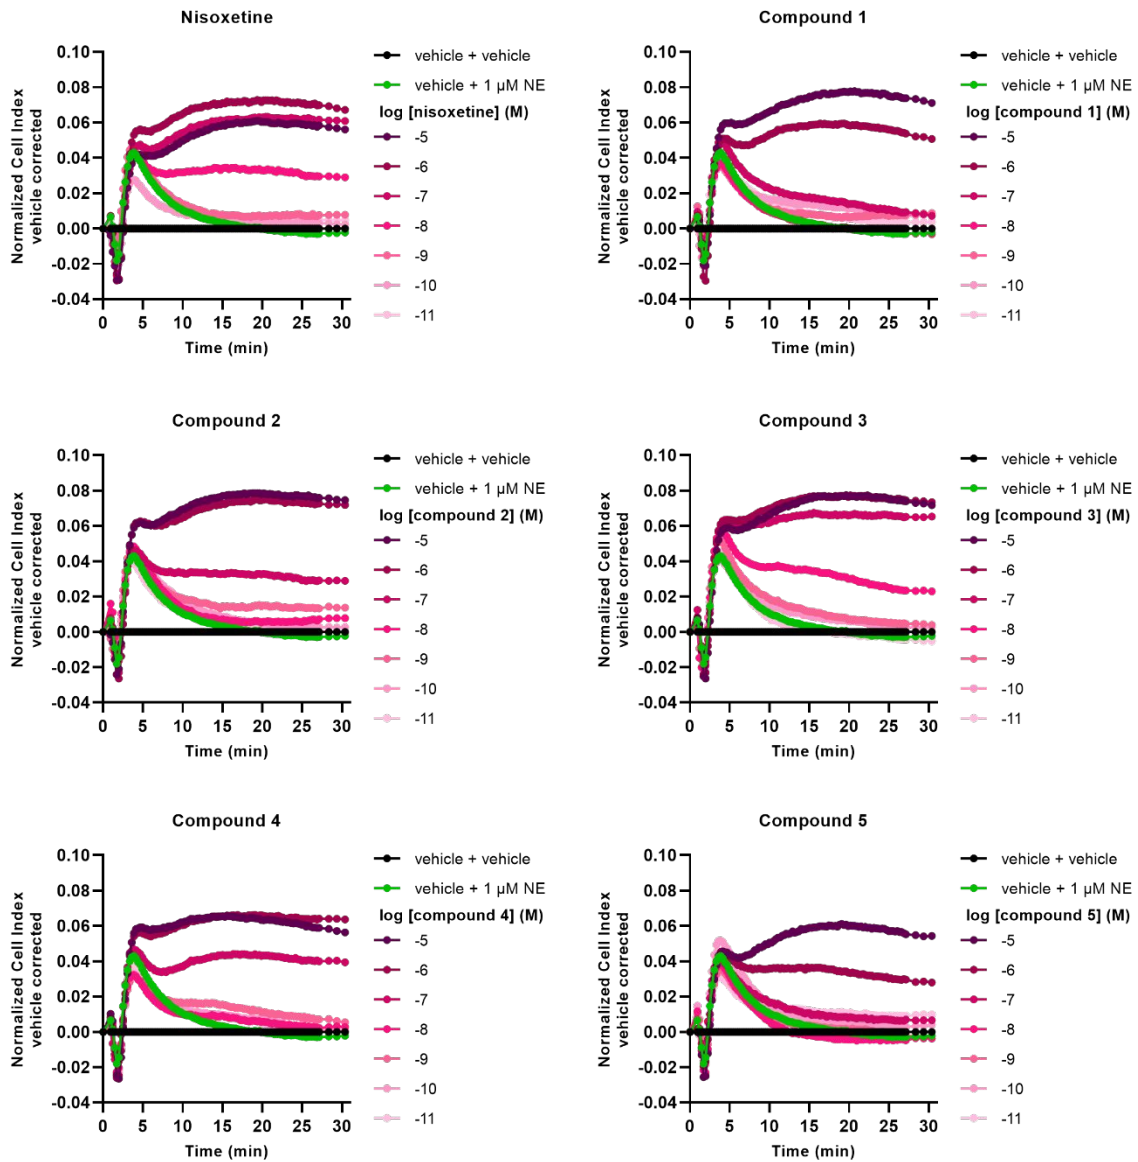 Nisoxetine
Normalized Cell Index
vehicle corrected
0.10
0.08
0.06
0.04
0.02
0.00
-0.02
-0.04
0 5 10 15 20 25 30
Time (min)
vehicle + vehicle
vehicle + 1 µM NE
log [nisoxetine] (M)
-5
-6
-7
-8
-9
-10
-11
Compound 1
Normalized Cell Index
vehicle corrected
0.10
0.08
0.06
0.04
0.02
0.00
-0.02
-0.04
0 5 10 15 20 25 30
Time (min)
vehicle + vehicle
vehicle + 1 µM NE
log [compound 1] (M)
-5
-6
-7
-8
-9
-10
-11
Compound 2
Normalized Cell Index
vehicle corrected
0.10
0.08
0.06
0.04
0.02
0.00
-0.02
-0.04
0 5 10 15 20 25 30
Time (min)
vehicle + vehicle
vehicle + 1 µM NE
log [compound 2] (M)
-5
-6
-7
-8
-9
-10
-11
Compound 3
Normalized Cell Index
vehicle corrected
0.10
0.08
0.06
0.04
0.02
0.00
-0.02
-0.04
0 5 10 15 20 25 30
Time (min)
vehicle + vehicle
vehicle + 1 µM NE
log [compound 3] (M)
-5
-6
-7
-8
-9
-10
-11
Compound 4
Normalized Cell Index
vehicle corrected
0.10
0.08
0.06
0.04
0.02
0.00
-0.02
-0.04
0 5 10 15 20 25 30
Time (min)
vehicle + vehicle
vehicle + 1 µM NE
log [compound 4] (M)
-5
-6
-7
-8
-9
-10
-11
Compound 5
Normalized Cell Index
vehicle corrected
0.10
0.08
0.06
0.04
0.02
0.00
-0.02
-0.04
0 5 10 15 20 25 30
Time (min)
vehicle + vehicle
vehicle + 1 µM NE
log [compound 5] (M)
-5
-6
-7
-8
-9
-10
-11